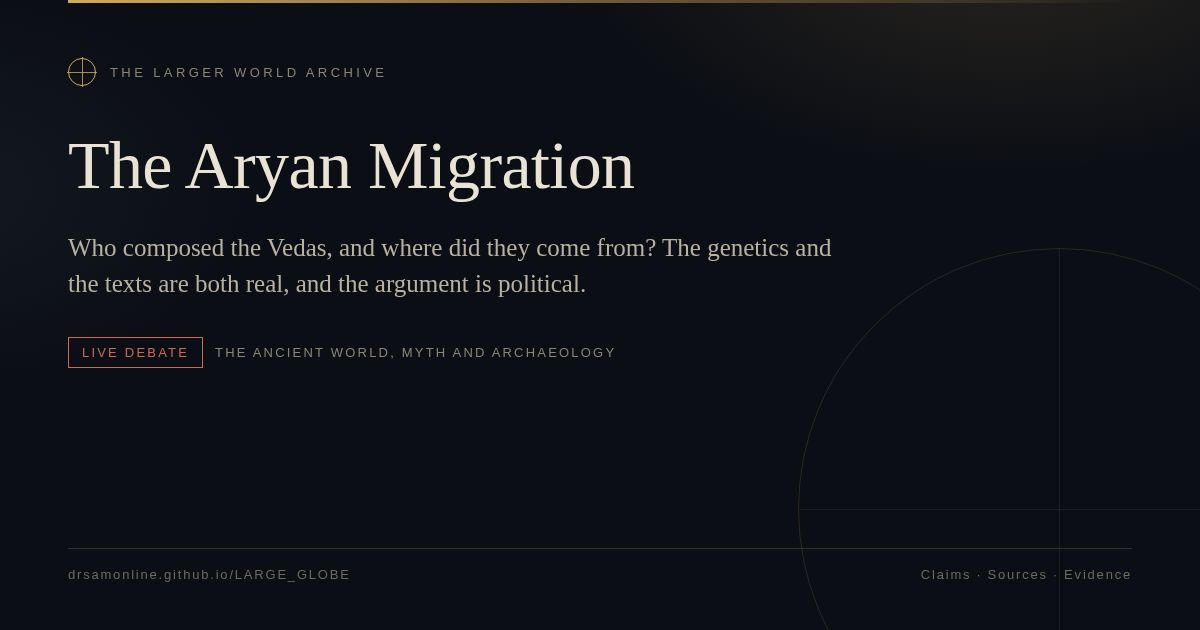 THE LARGER WORLD ARCHIVE
The Aryan Migration
Who composed the Vedas, and where did they come from? The genetics and
the texts are both real, and the argument is political.
LIVE DEBATE THE ANCIENT WORLD, MYTH AND ARCHAEOLOGY
drsamonline.github.io/LARGE_GLOBE Claims · Sources · Evidence